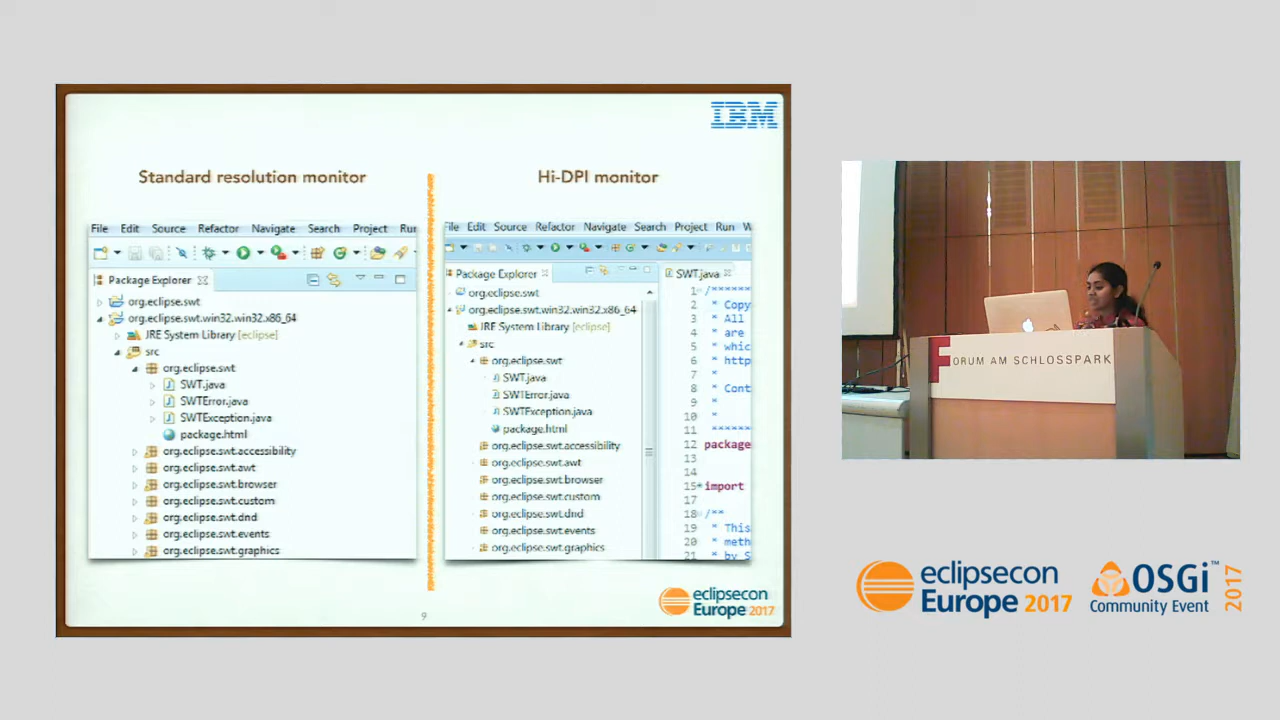 IBM
Standard resolution monitor
Hi-DPI monitor
File Edit Source Refactor Navigate Search Project Run
Package Explorer
org.eclipse.swt
org.eclipse.swt.win32.win32.x86_64
JRE System Library [eclipse]
src
org.eclipse.swt
SWT.java
SWTError.java
SWTException.java
package.html
org.eclipse.swt.accessibility
org.eclipse.swt.awt
org.eclipse.swt.browser
org.eclipse.swt.custom
org.eclipse.swt.dnd
org.eclipse.swt.events
org.eclipse.swt.graphics
ile Edit Source Refactor Navigate Search Project Run W
Package Explorer
org.eclipse.swt
org.eclipse.swt.win32.win32.x86_64
JRE System Library [eclipse]
src
org.eclipse.swt
SWT.java
SWTError.java
SWTException.java
package.html
org.eclipse.swt.accessibility
org.eclipse.swt.awt
org.eclipse.swt.browser
org.eclipse.swt.custom
org.eclipse.swt.dnd
org.eclipse.swt.events
org.eclipse.swt.graphics
SWT.java
1 /*******
2 * Copy
3 * All
4 * are
5 * whic
6 * http
7 *
8 * Cont
9 *
10 *
11 ******
12 package
13
14
15 import
17
18 /**
19 * This
20 * meth
21 * by S
eclipsecon
Europe 2017
9
FORUM AM SCHLOSSPARK
eclipsecon
Europe 2017
OSGi™
Community Event
2017